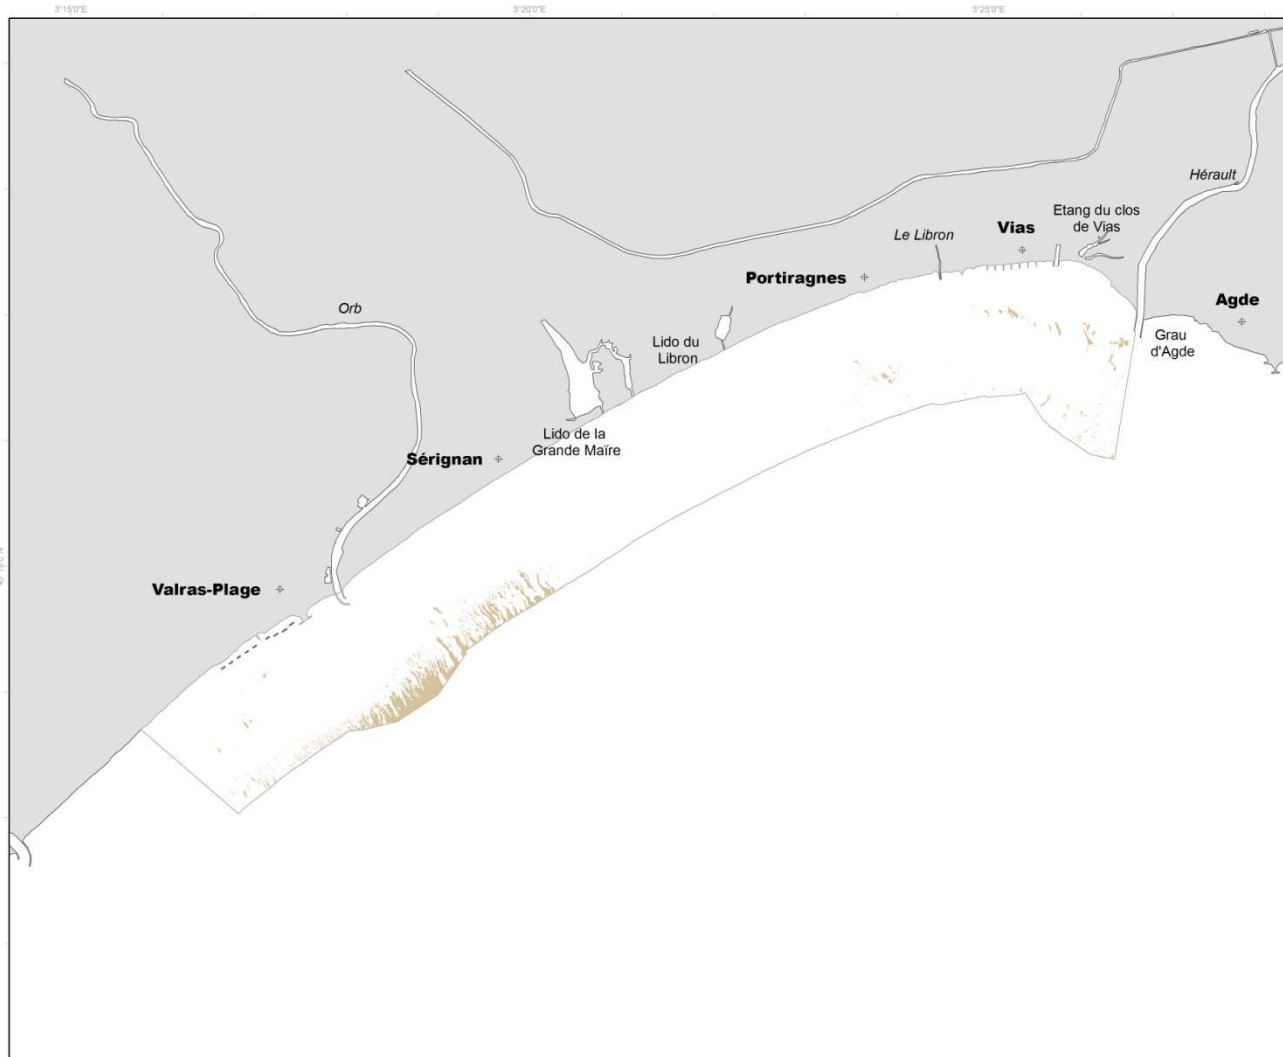 3°15'0"E
3°20'0"E
3°25'0"E
Hérault
Etang du clos
de Vias
Vias
Le Libron
Portiragnes
Agde
Orb
Lido du
Libron
Grau
d'Agde
Lido de la
Grande Maïre
Sérignan
Valras-Plage